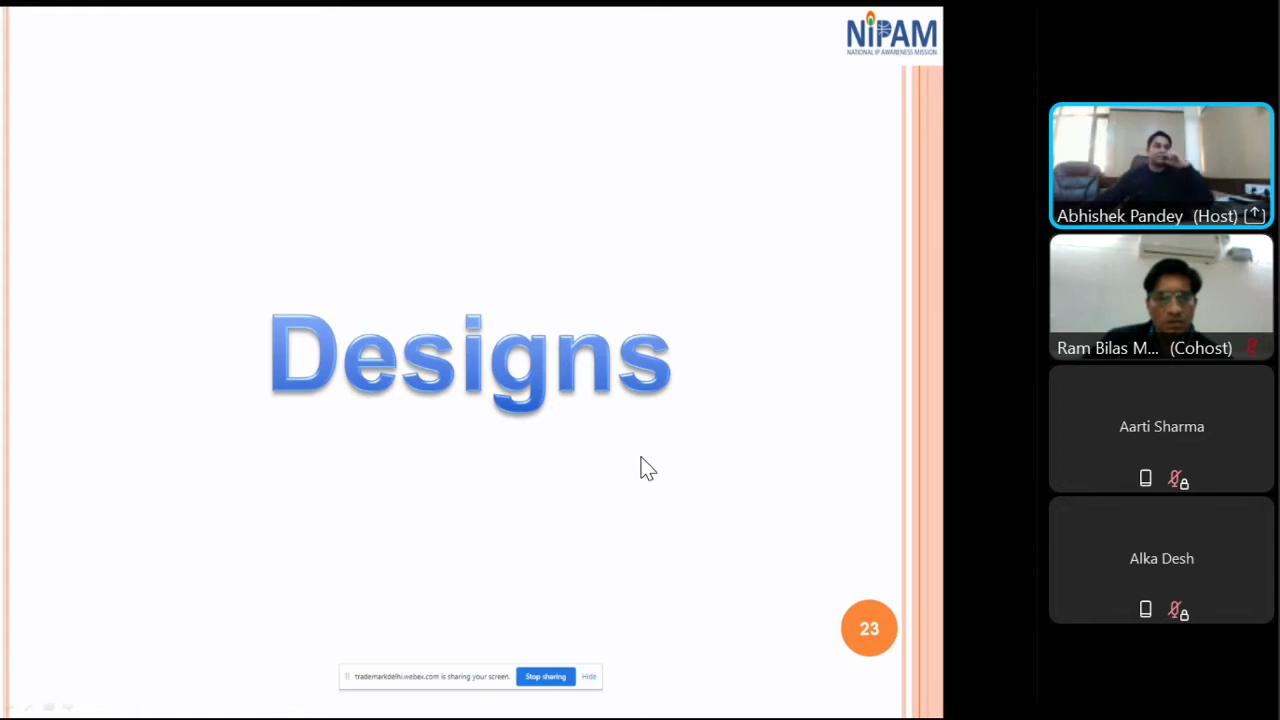 NiPAM
NATIONAL IP AWARENESS MISSION
Designs
23
trademarkdelhi.webex.com is sharing your screen.
Stop sharing
Hide
Abhishek Pandey (Host)
Ram Bilas M... (Cohost)
Aarti Sharma
Alka Desh